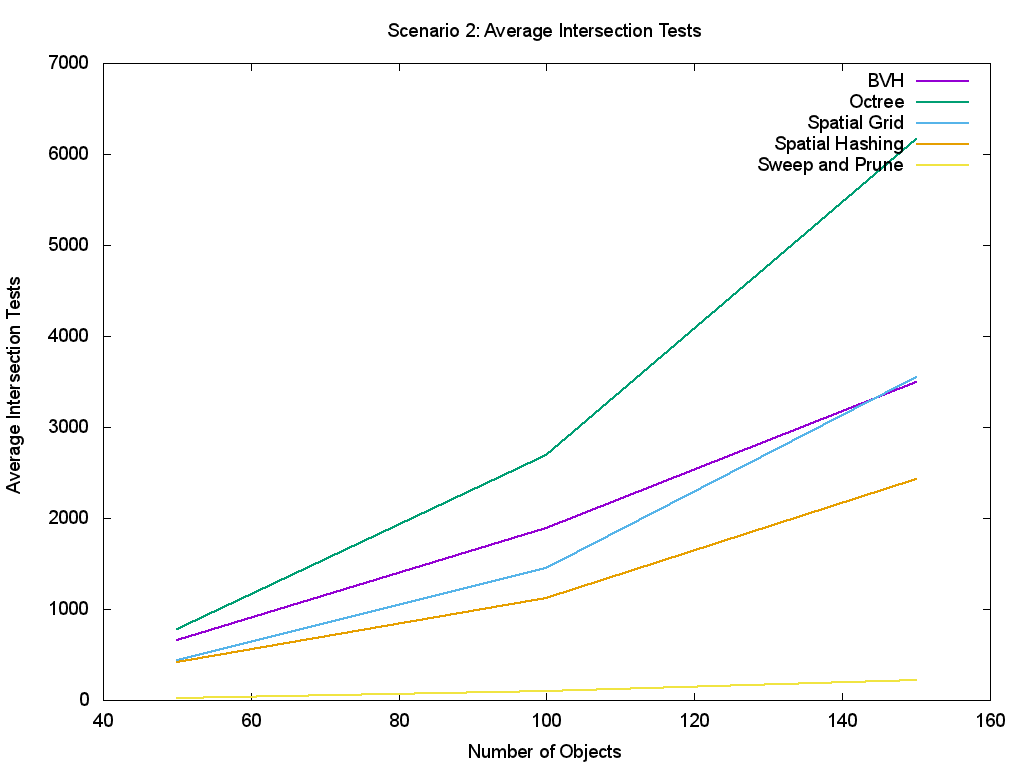 Scenario 2: Average Intersection Tests
7000
6000
5000
4000
3000
2000
1000
0
Average Intersection Tests
BVH
Octree
Spatial Grid
Spatial Hashing
Sweep and Prune
40 60 80 100 120 140 160
Number of Objects